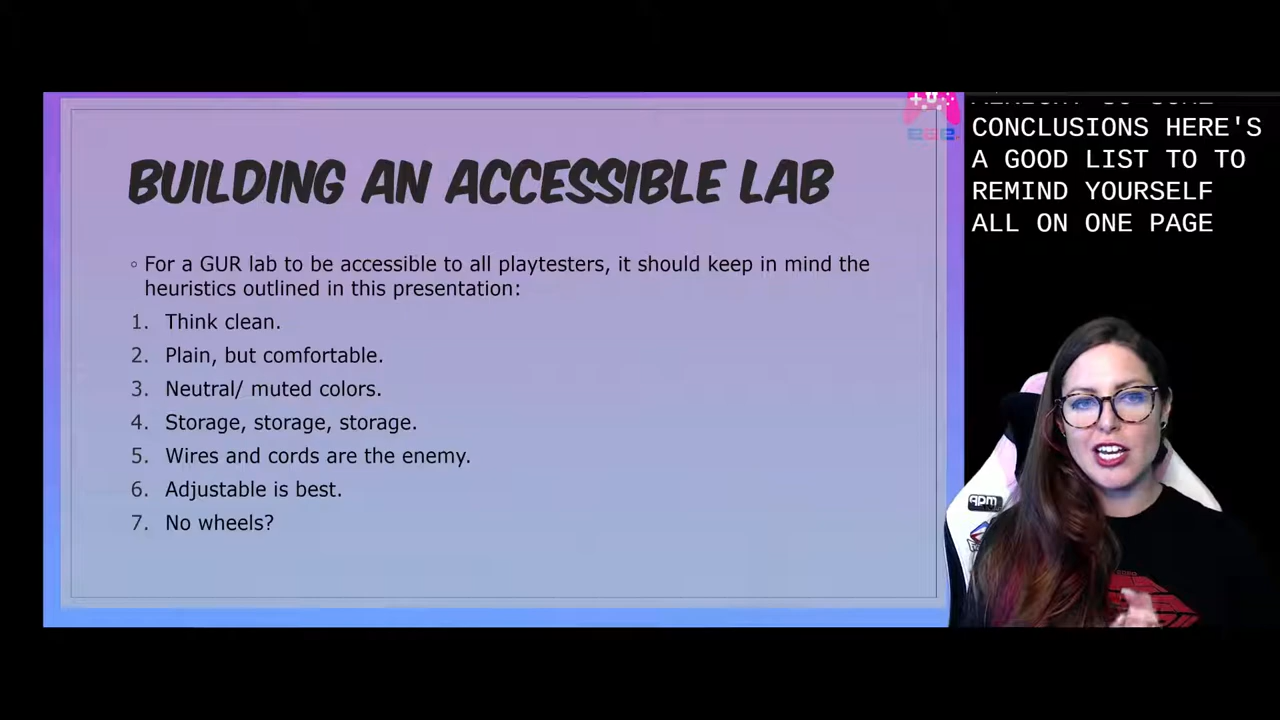 BUILDING AN ACCESSIBLE LAB
◦ For a GUR lab to be accessible to all playtesters, it should keep in mind the
heuristics outlined in this presentation:
1. Think clean.
2. Plain, but comfortable.
3. Neutral/ muted colors.
4. Storage, storage, storage.
5. Wires and cords are the enemy.
6. Adjustable is best.
7. No wheels?
CONCLUSIONS HERE'S
A GOOD LIST TO TO
REMIND YOURSELF
ALL ON ONE PAGE